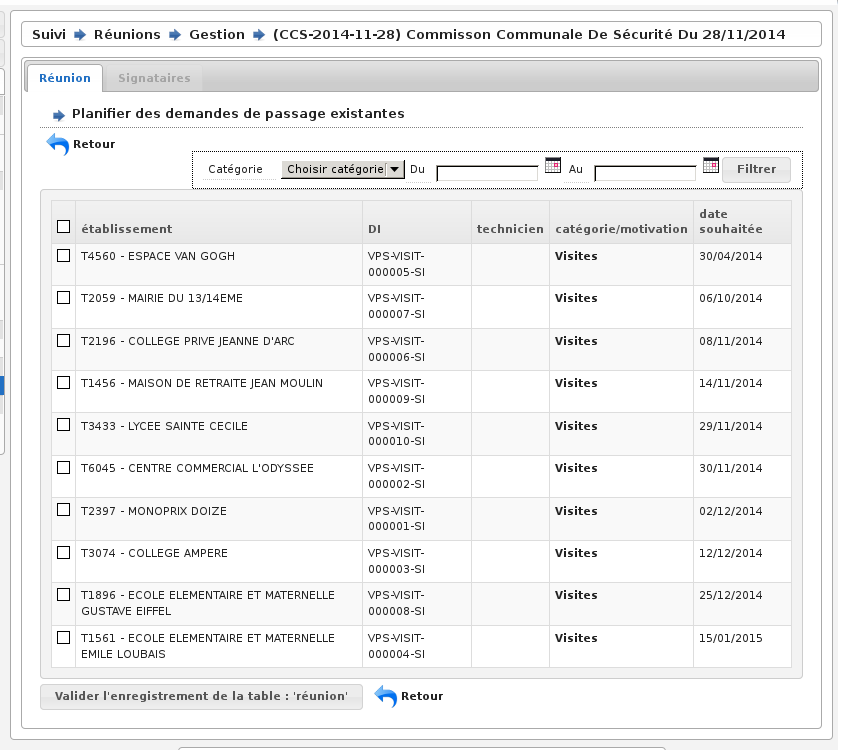 Suivi Réunions Gestion (CCS-2014-11-28) Commisson Communale De Sécurité Du 28/11/2014
Réunion Signataires
Planifier des demandes de passage existantes
Retour
Catégorie Choisir catégorie Du Au Filtrer
établissement DI technicien catégorie/motivation date souhaitée
T4560 - ESPACE VAN GOGH VPS-VISIT- Visites 30/04/2014
000005-SI
T2059 - MAIRIE DU 13/14EME VPS-VISIT- Visites 06/10/2014
000007-SI
T2196 - COLLEGE PRIVE JEANNE D'ARC VPS-VISIT- Visites 08/11/2014
000006-SI
T1456 - MAISON DE RETRAITE JEAN MOULIN VPS-VISIT- Visites 14/11/2014
000009-SI
T3433 - LYCEE SAINTE CECILE VPS-VISIT- Visites 29/11/2014
000010-SI
T6045 - CENTRE COMMERCIAL L'ODYSSEE VPS-VISIT- Visites 30/11/2014
000002-SI
T2397 - MONOPRIX DOIZE VPS-VISIT- Visites 02/12/2014
000001-SI
T3074 - COLLEGE AMPERE VPS-VISIT- Visites 12/12/2014
000003-SI
T1896 - ECOLE ELEMENTAIRE ET MATERNELLE VPS-VISIT- Visites 25/12/2014
GUSTAVE EIFFEL 000008-SI
T1561 - ECOLE ELEMENTAIRE ET MATERNELLE VPS-VISIT- Visites 15/01/2015
EMILE LOUBAIS 000004-SI
Valider l'enregistrement de la table : 'réunion' Retour